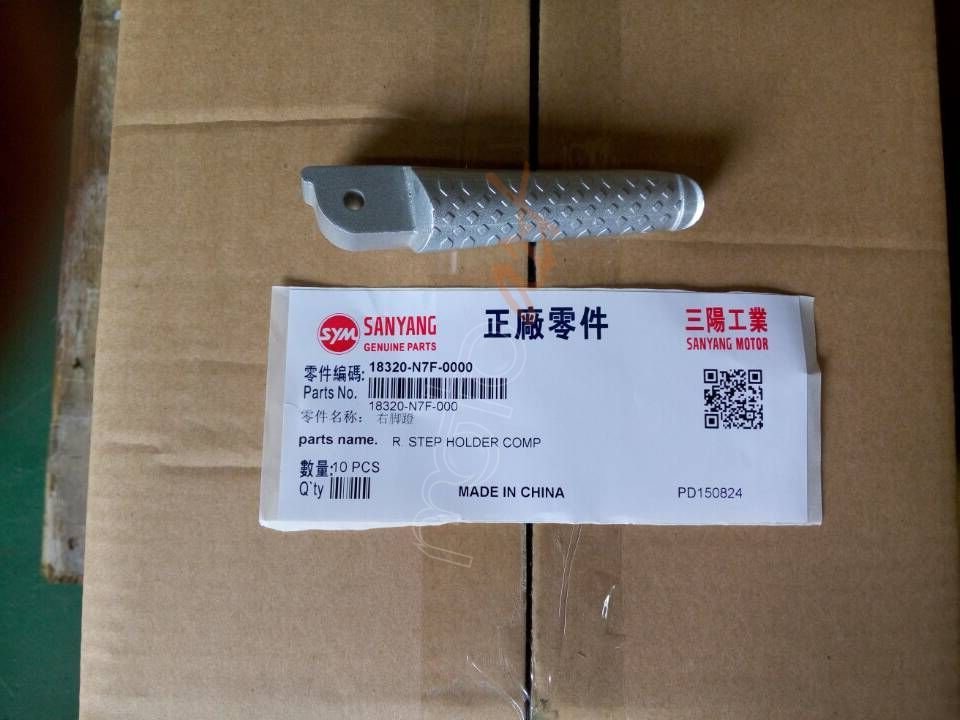 SYM SANYANG GENUINE PARTS
正廠零件
三陽工業
SANYANG MOTOR
零件編碼: 18320-N7F-0000
Parts No.
18320-N7F-000
零件名称: 右脚蹬
parts name. R. STEP HOLDER COMP
數量:10 PCS
Q`ty
MADE IN CHINA
PD150824